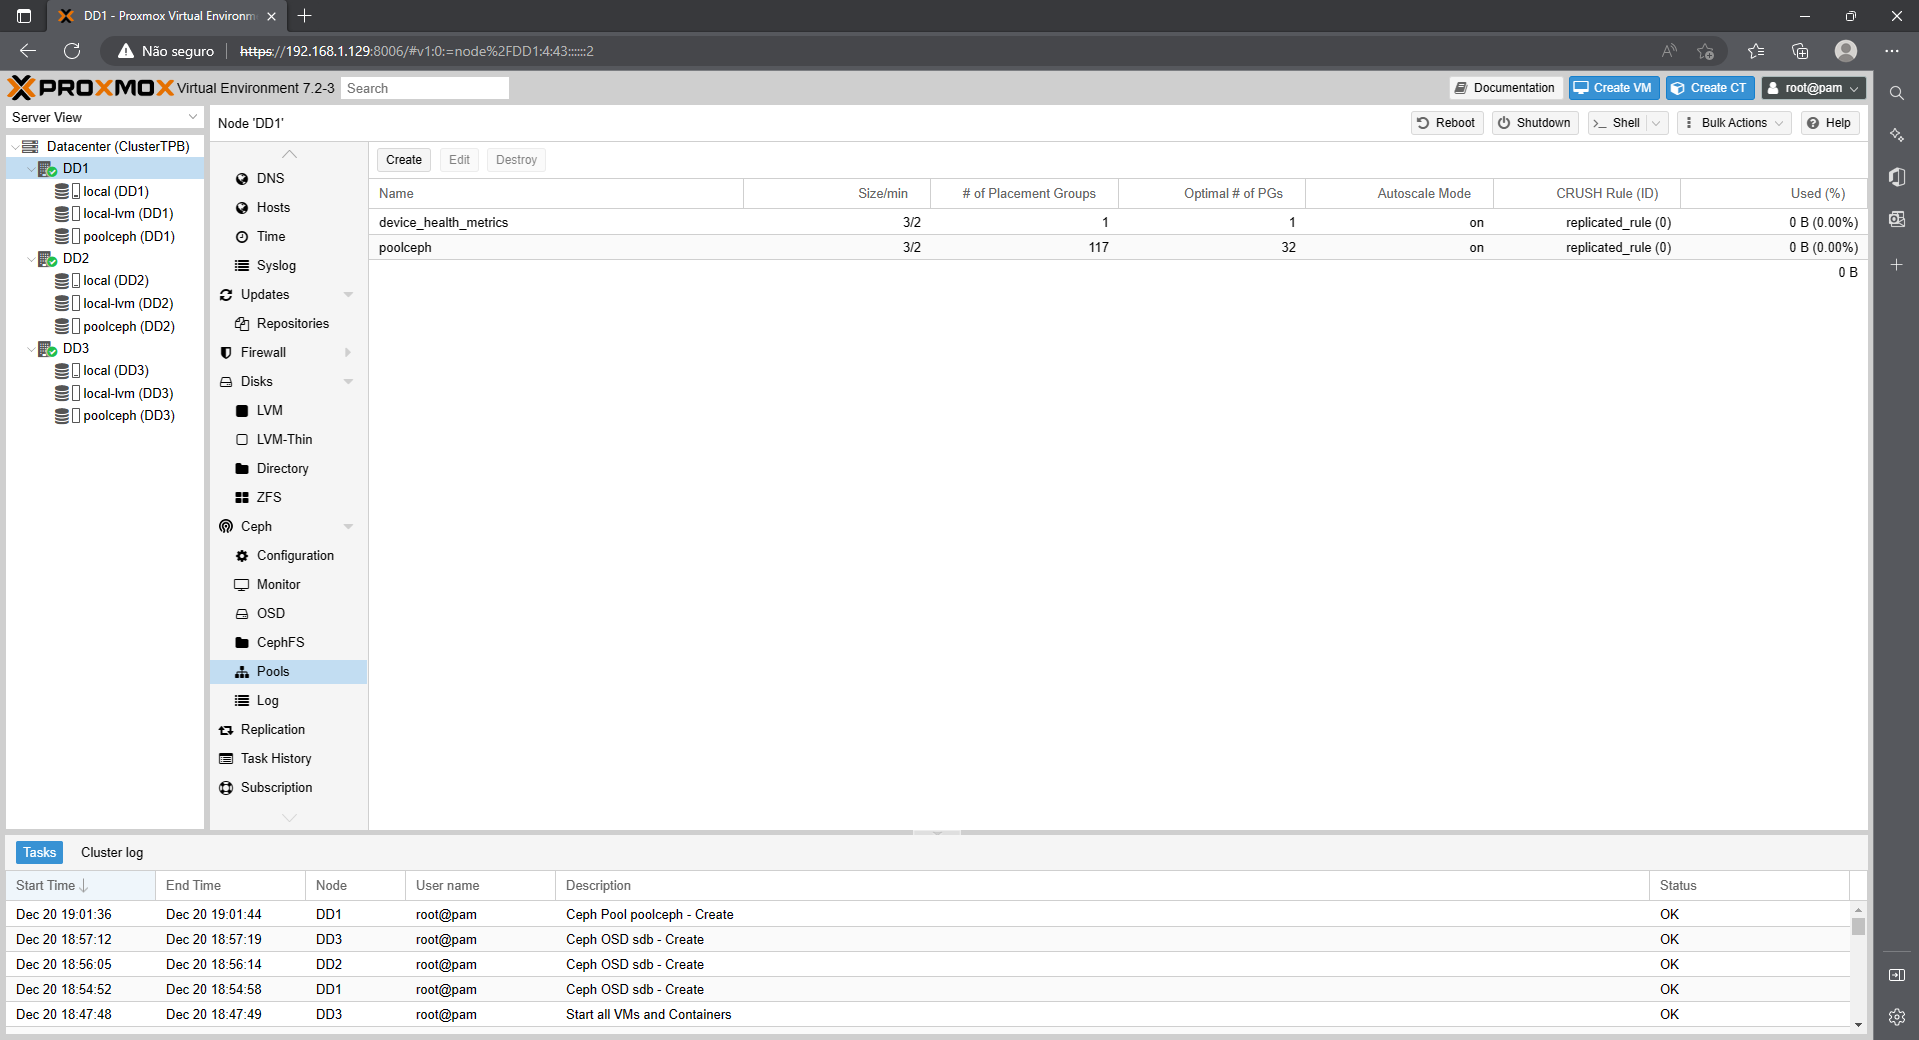 DD1 - Proxmox Virtual Environm
Não seguro
https://192.168.1.129:8006/#v1:0:=node%2FDD1:4:43::::::2
PROXMOX Virtual Environment 7.2-3
Search
Documentation
Create VM
Create CT
root@pam
Server View
Node 'DD1'
Reboot
Shutdown
Shell
Bulk Actions
Help
Datacenter (ClusterTPB)
DD1
local (DD1)
local-lvm (DD1)
poolceph (DD1)
DD2
local (DD2)
local-lvm (DD2)
poolceph (DD2)
DD3
local (DD3)
local-lvm (DD3)
poolceph (DD3)
DNS
Hosts
Time
Syslog
Updates
Repositories
Firewall
Disks
LVM
LVM-Thin
Directory
ZFS
Ceph
Configuration
Monitor
OSD
CephFS
Pools
Log
Replication
Task History
Subscription
Create Edit Destroy
Name Size/min # of Placement Groups Optimal # of PGs Autoscale Mode CRUSH Rule (ID) Used (%)
device_health_metrics 3/2 1 1 on replicated_rule (0) 0 B (0.00%)
poolceph 3/2 117 32 on replicated_rule (0) 0 B (0.00%)
0 B
Tasks Cluster log
Start Time End Time Node User name Description Status
Dec 20 19:01:36 Dec 20 19:01:44 DD1 root@pam Ceph Pool poolceph - Create OK
Dec 20 18:57:12 Dec 20 18:57:19 DD3 root@pam Ceph OSD sdb - Create OK
Dec 20 18:56:05 Dec 20 18:56:14 DD2 root@pam Ceph OSD sdb - Create OK
Dec 20 18:54:52 Dec 20 18:54:58 DD1 root@pam Ceph OSD sdb - Create OK
Dec 20 18:47:48 Dec 20 18:47:49 DD3 root@pam Start all VMs and Containers OK